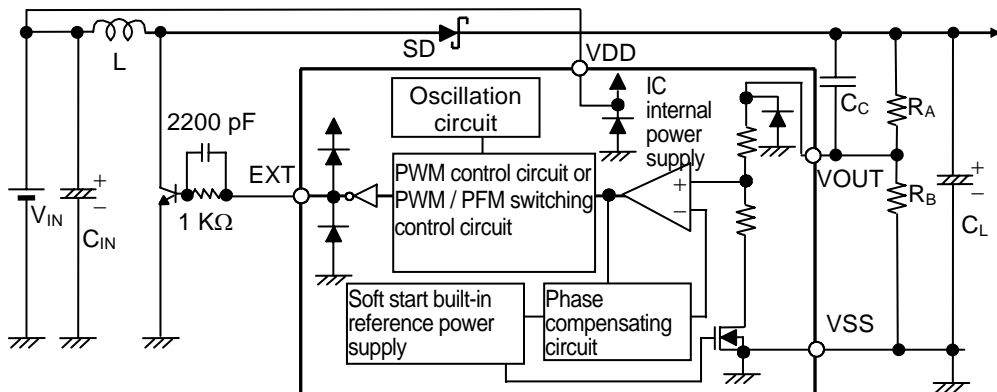 L
SD
VDD
Oscillation
circuit
IC
internal
power
supply
CC
RA
2200 pF
EXT
PWM control circuit or
PWM / PFM switching
control circuit
+
−
VOUT
RB
+
−
VIN
CIN
1 KΩ
+
−
CL
Soft start built-in
reference power
supply
Phase
compensating
circuit
VSS